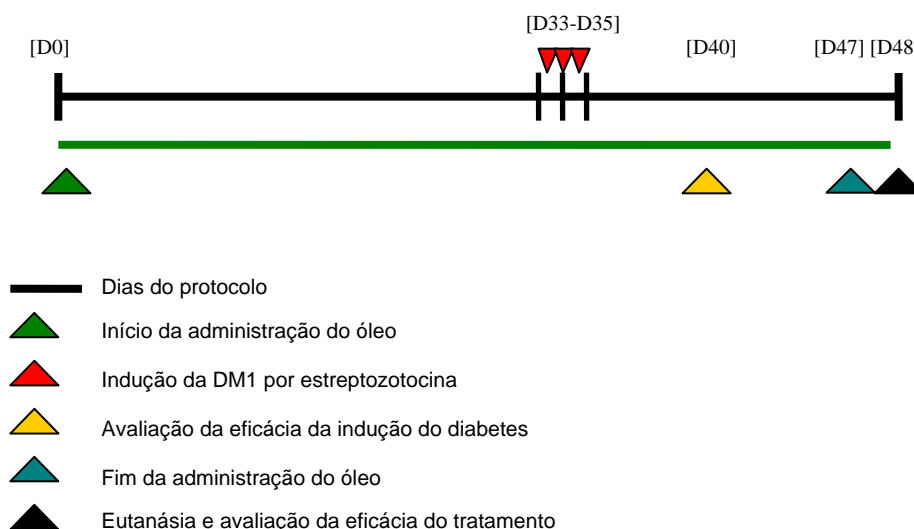 [D33-D35]
[D0]
[D40]
[D47] [D48
Dias do protocolo
Início da administração do óleo
Indução da DM1 por estreptozotocina
Avaliação da eficácia da indução do diabetes
Fim da administração do óleo
Eutanásia e avaliação da eficácia do tratamento